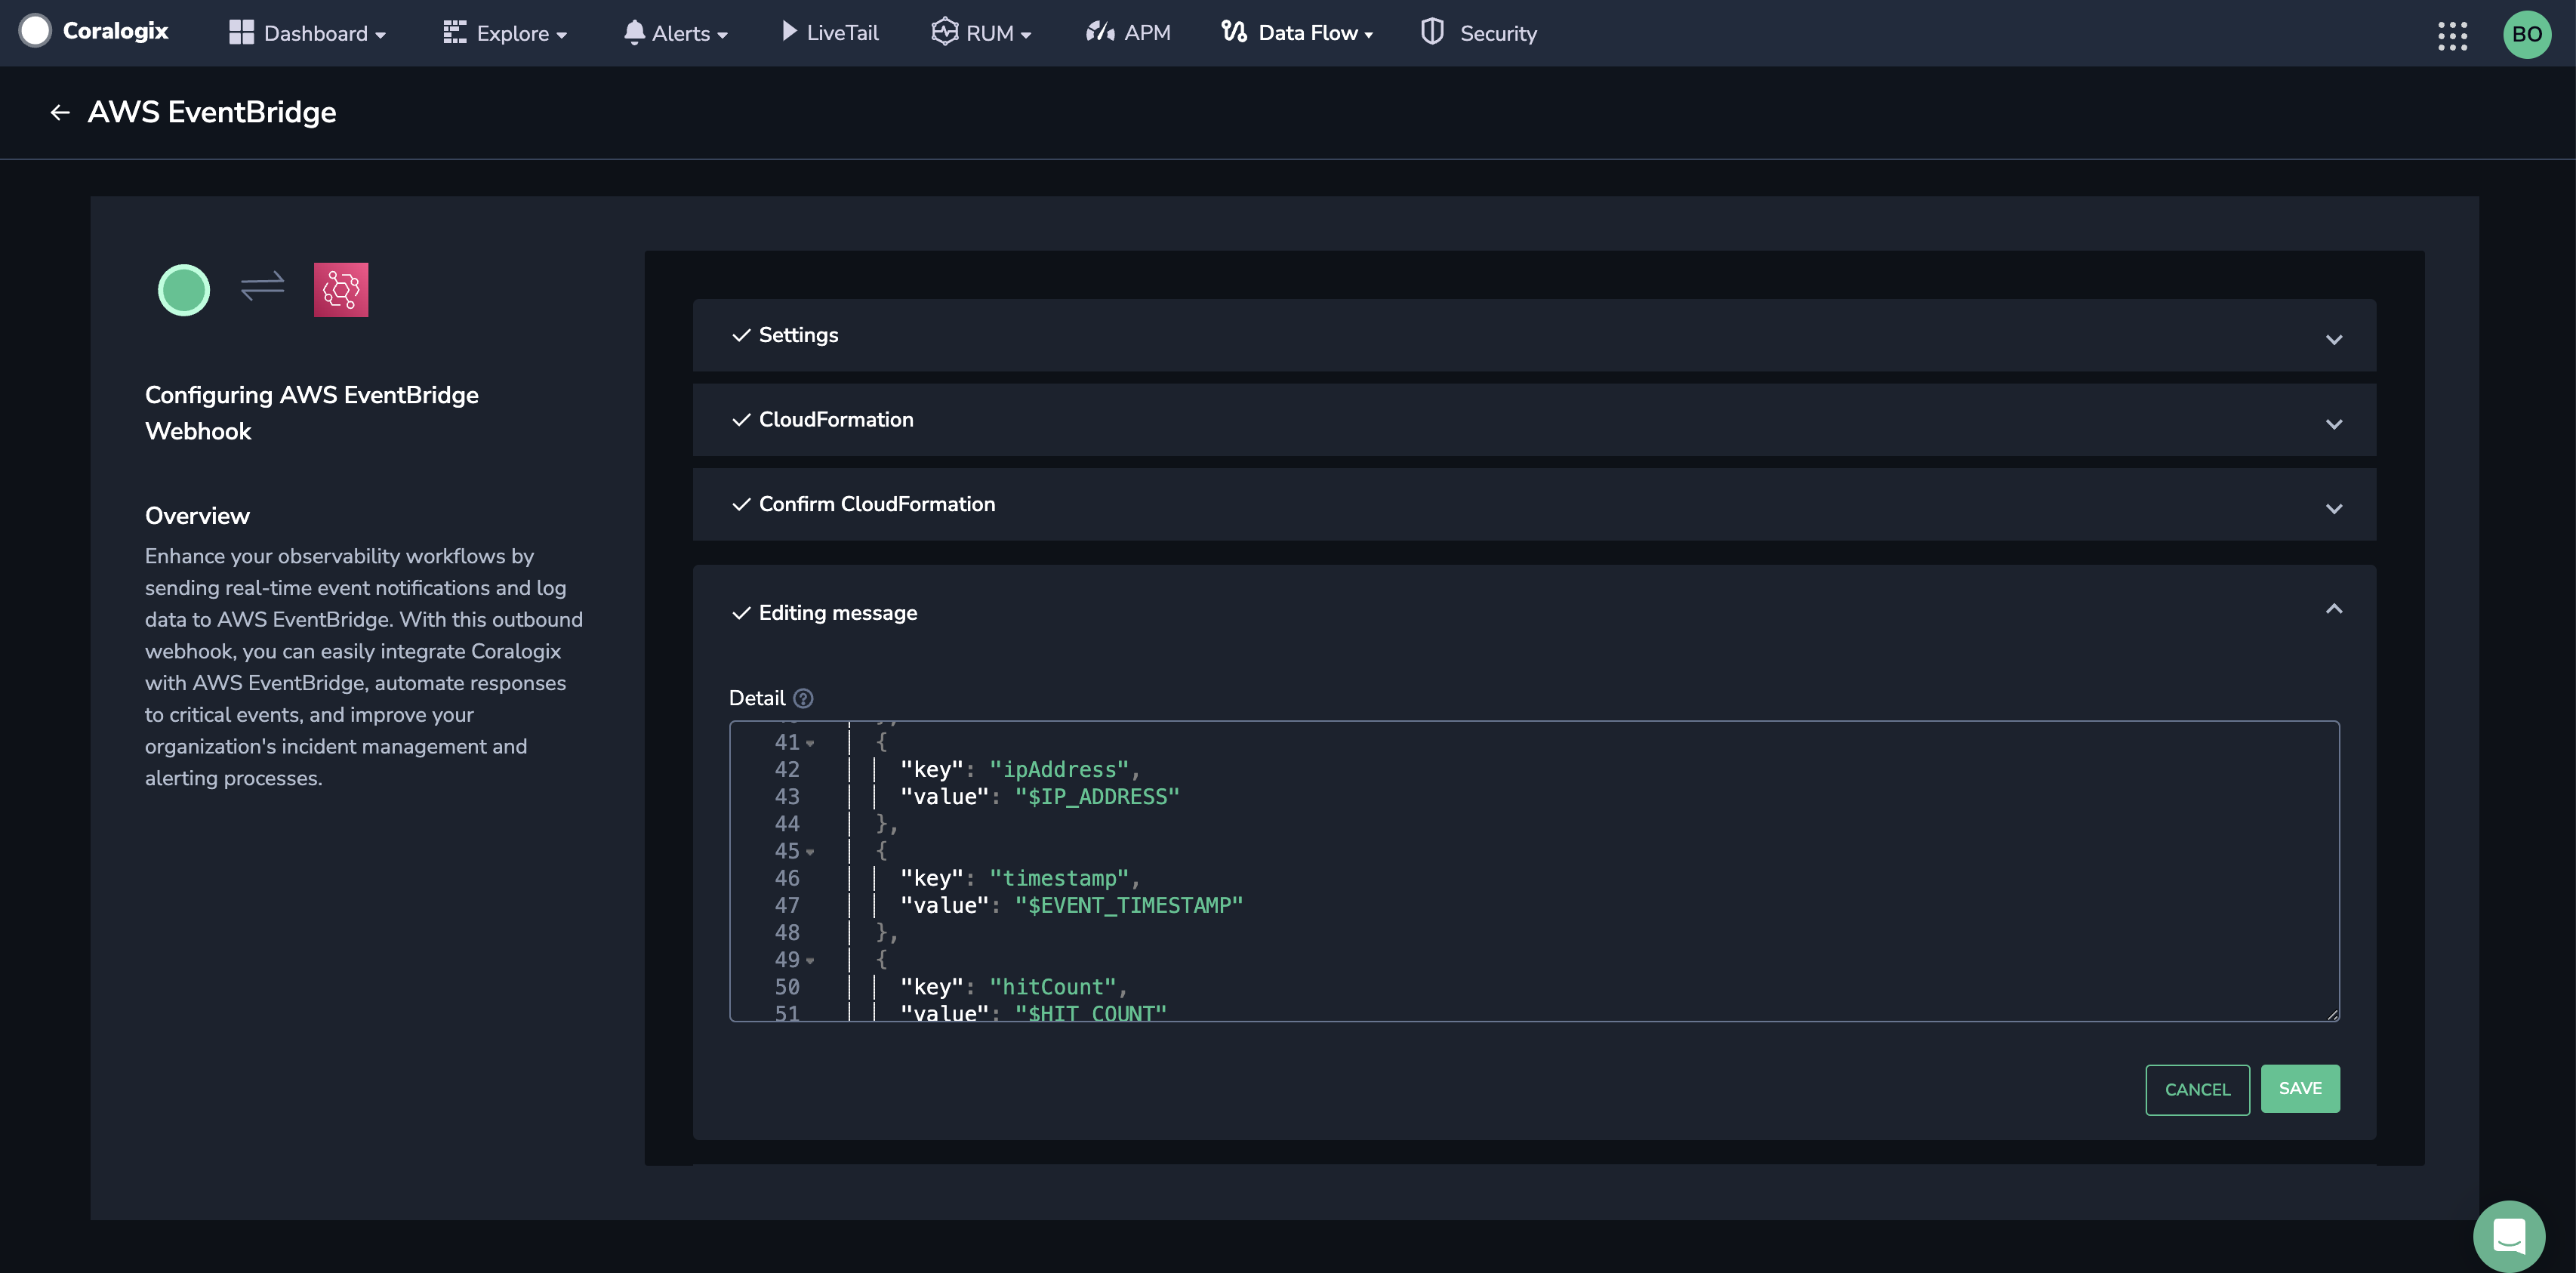 Coralogix
Dashboard
Explore
Alerts
LiveTail
RUM
APM
Data Flow
Security
BO
AWS EventBridge
Configuring AWS EventBridge
Webhook
Overview
Enhance your observability workflows by
sending real-time event notifications and log
data to AWS EventBridge. With this outbound
webhook, you can easily integrate Coralogix
with AWS EventBridge, automate responses
to critical events, and improve your
organization's incident management and
alerting processes.
Settings
CloudFormation
Confirm CloudFormation
Editing message
Detail ?
41 {
42 "key": "ipAddress",
43 "value": "$IP_ADDRESS"
44 },
45 {
46 "key": "timestamp",
47 "value": "$EVENT_TIMESTAMP"
48 },
49 {
50 "key": "hitCount",
51 "value": "$HIT_COUNT"
CANCEL
SAVE